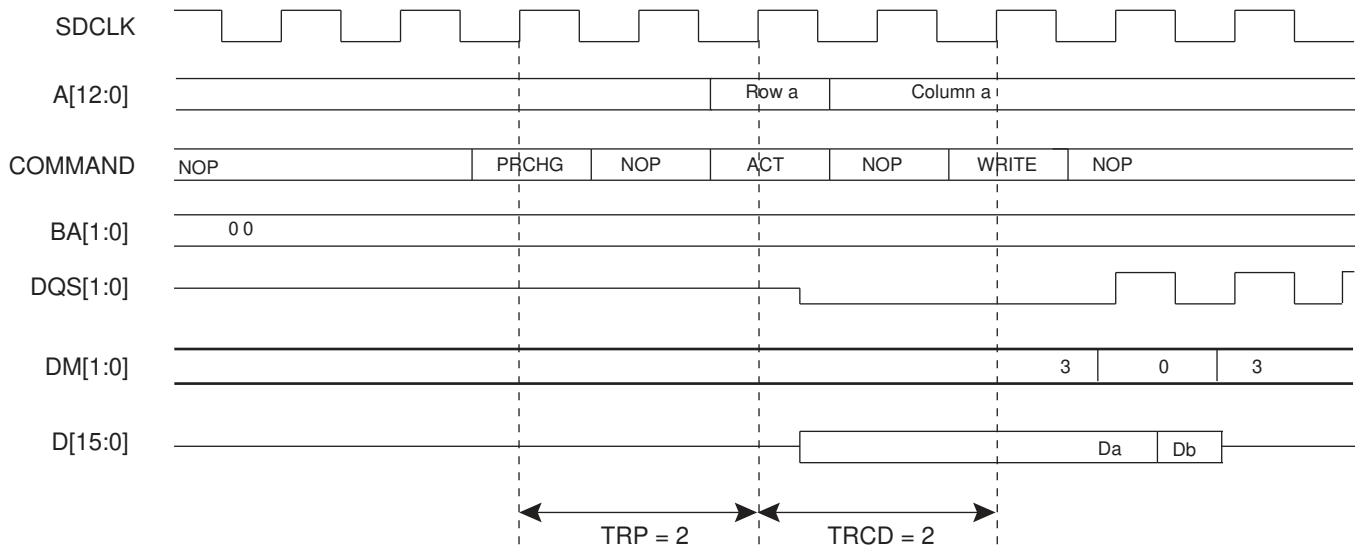 SDCLK
A[12:0] Row a Column a
COMMAND NOP PRCHG NOP ACT NOP WRITE NOP
BA[1:0] 0 0
DQS[1:0]
DM[1:0] 3 0 3
D[15:0] Da Db
TRP = 2 TRCD = 2